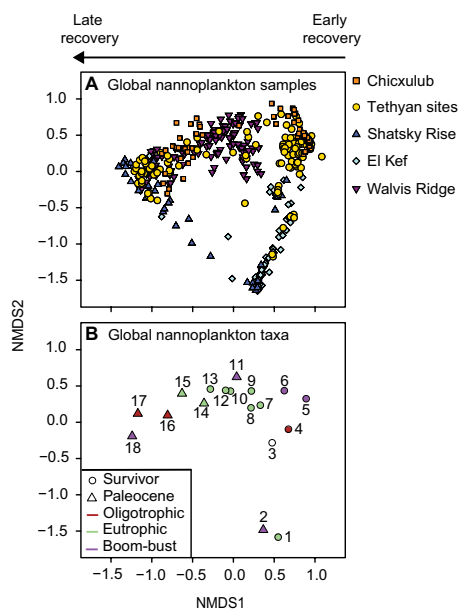 Late
recovery
Early
recovery
A Global nannoplankton samples
Chicxulub
Tethyan sites
Shatsky Rise
El Kef
Walvis Ridge
1.0
0.5
0.0
−0.5
−1.0
−1.5
NMDS2
B Global nannoplankton taxa
1.0
0.5
0.0
−0.5
−1.0
−1.5
11
15
13
9
6
12
10
7
5
17
14
8
16
4
18
3
2
1
Survivor
Paleocene
Oligotrophic
Eutrophic
Boom-bust
−1.5 −1.0 −0.5 0.0 0.5 1.0
NMDS1